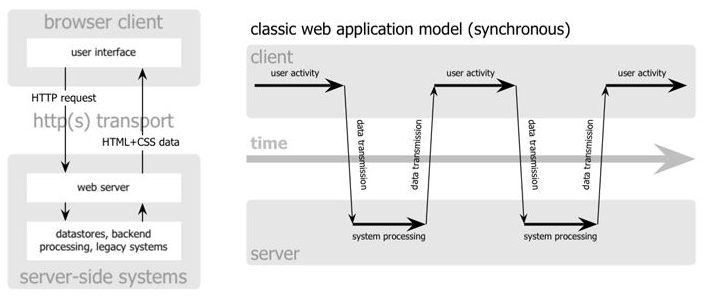 browser client
user interface
HTTP request
http(s) transport
HTML+CSS data
web server
datastores, backend
processing, legacy systems
server-side systems
classic web application model (synchronous)
client
user activity
user activity
user activity
data transmission
data transmission
data transmission
data transmission
time
system processing
system processing
server